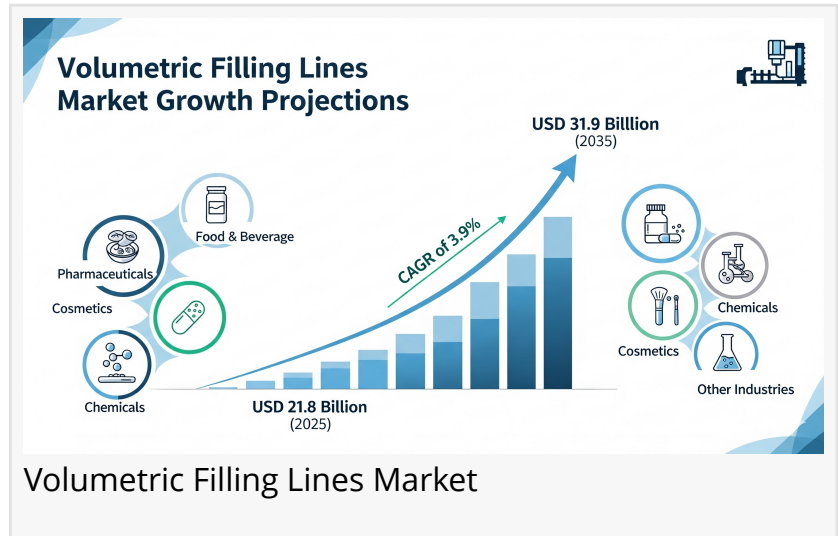 Volumetric Filling Lines
Market Growth Projections
USD 31.9 Billlion
(2035)
CAGR of 3.9%
Food & Beverage
Pharmaceuticals
Cosmetics
Chemicals
USD 21.8 Billion
(2025)
Chemicals
Cosmetics
Other Industries
Volumetric Filling Lines Market